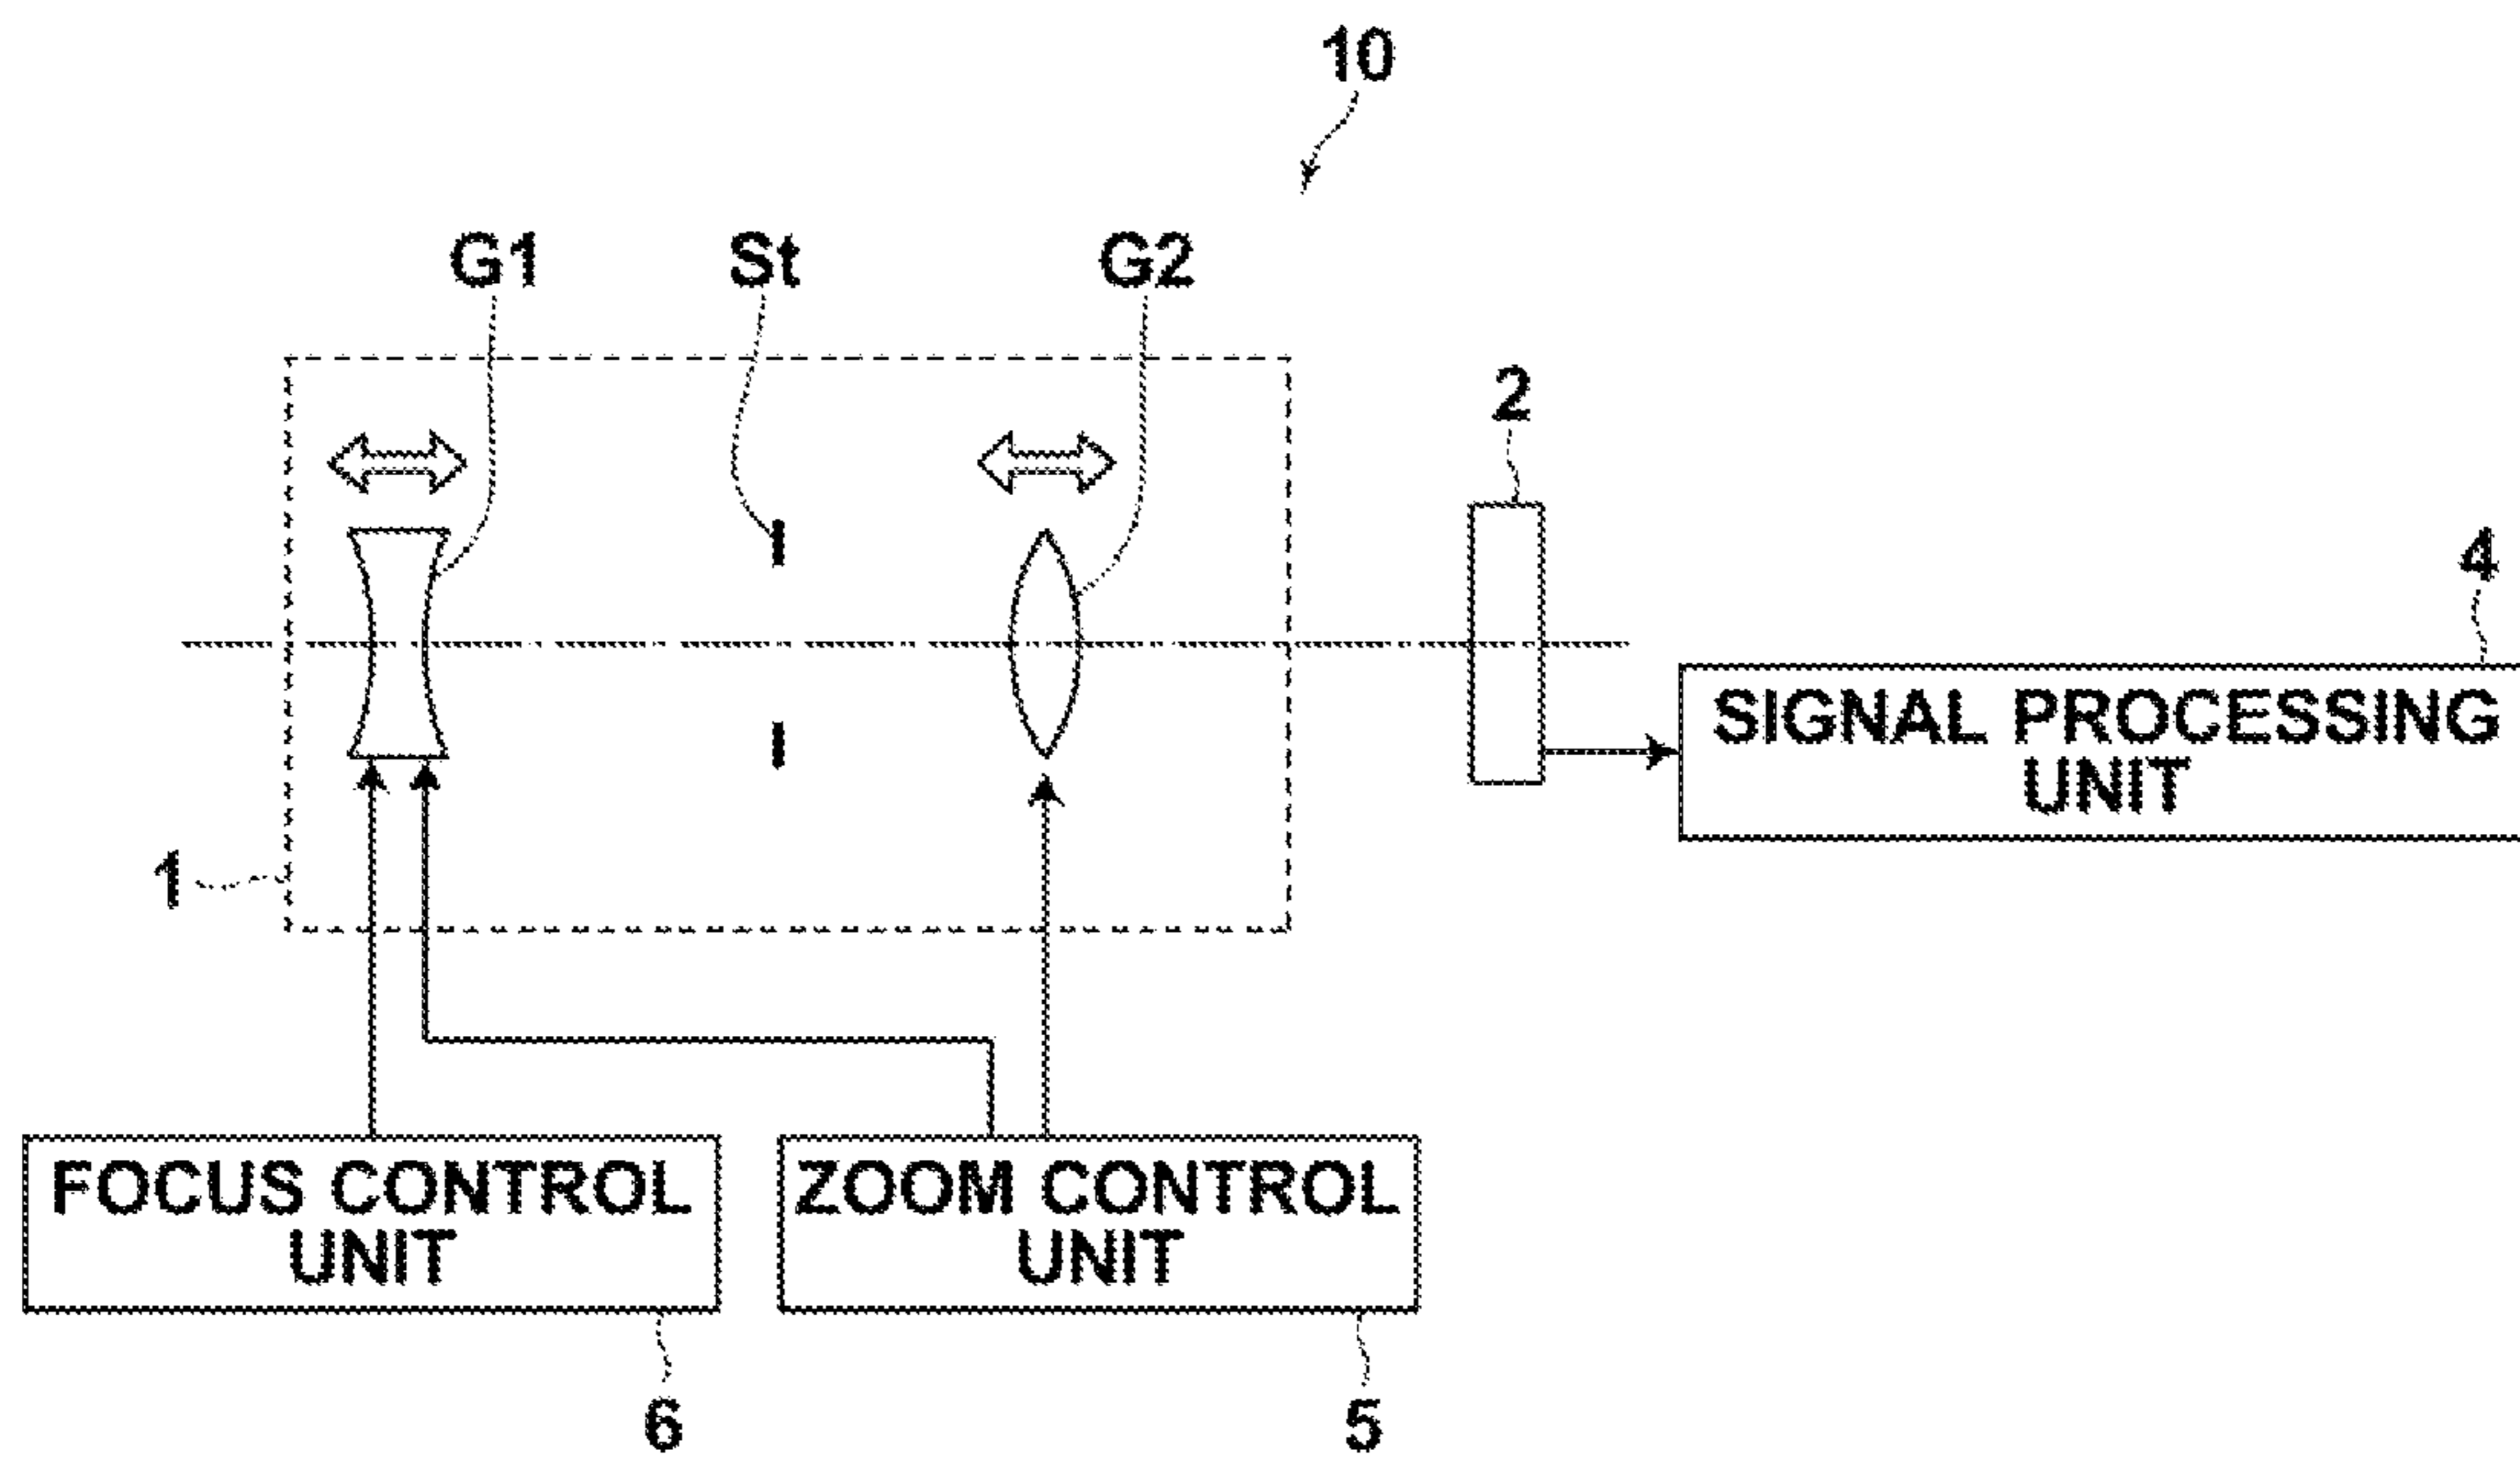 10
G1
St
G2
2
4
SIGNAL PROCESSING
UNIT
1
FOCUS CONTROL
UNIT
ZOOM CONTROL
UNIT
6
5